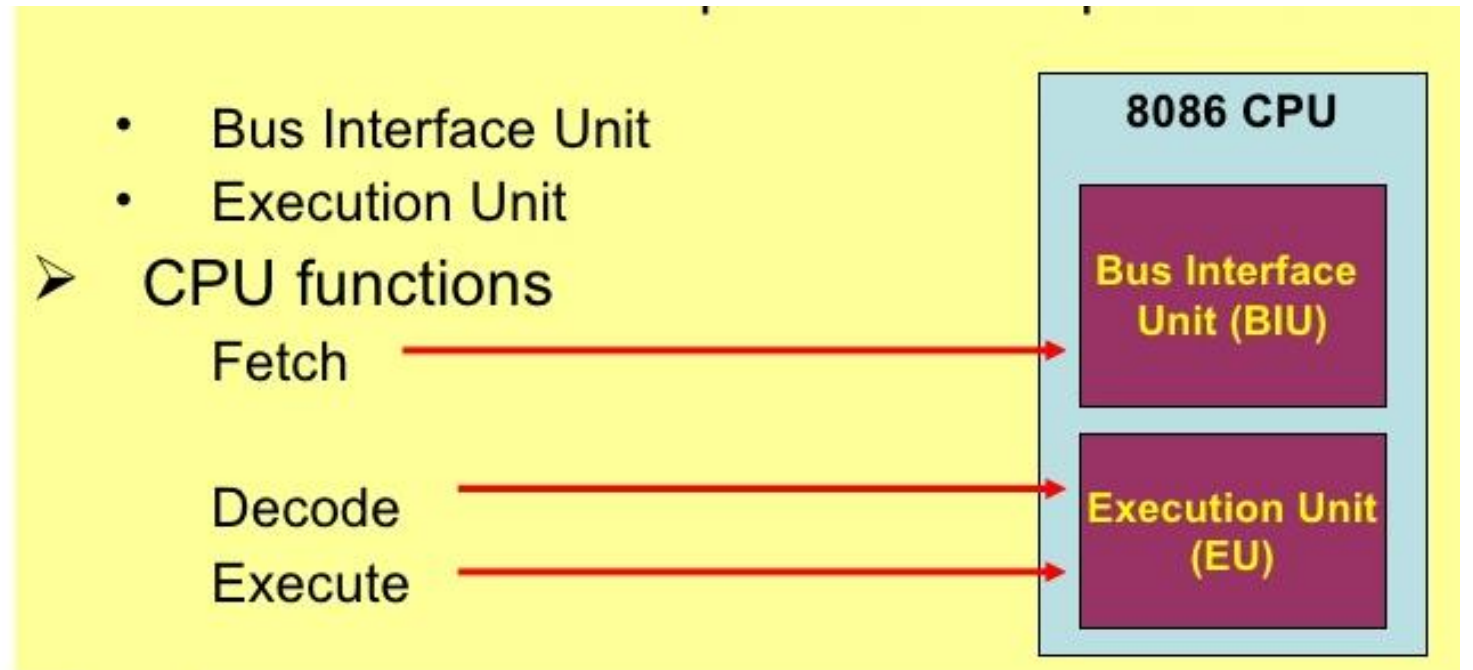 • Bus Interface Unit
• Execution Unit
➢ CPU functions
Fetch
Decode
Execute
8086 CPU
Bus Interface
Unit (BIU)
Execution Unit
(EU)